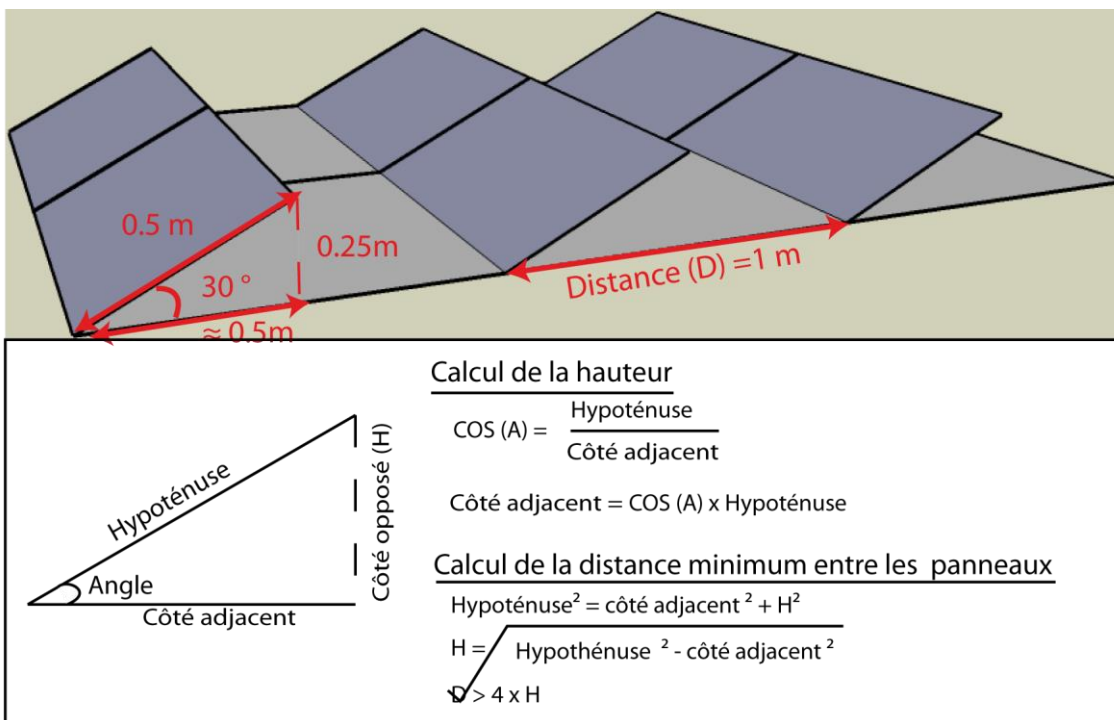 0.5 m
0.25m
30 °
≈ 0.5m
Distance (D) =1 m
Calcul de la hauteur
COS (A) = Hypoténuse
Côté adjacent
Côté adjacent = COS (A) x Hypoténuse
Hypoténuse
Côté opposé (H)
Angle
Côté adjacent
Calcul de la distance minimum entre les panneaux
Hypoténuse² = côté adjacent ² + H²
H = √ Hypothénuse ² - côté adjacent ²
D > 4 x H